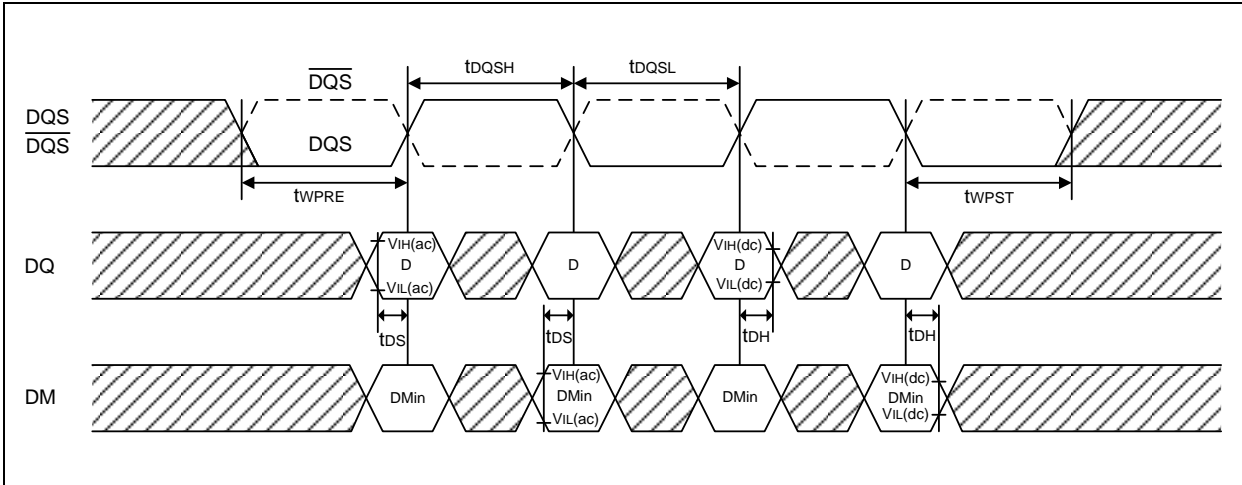 DQS
tDQSH
tDQSL
DQS
DQS
DQS
tWPRE
tWPST
DQ
VIH(ac)
D
VIL(ac)
D
VIH(dc)
D
VIL(dc)
D
tDS
tDS
tDH
tDH
DM
DMin
VIH(ac)
DMin
VIL(ac)
DMin
VIH(dc)
DMin
VIL(dc)